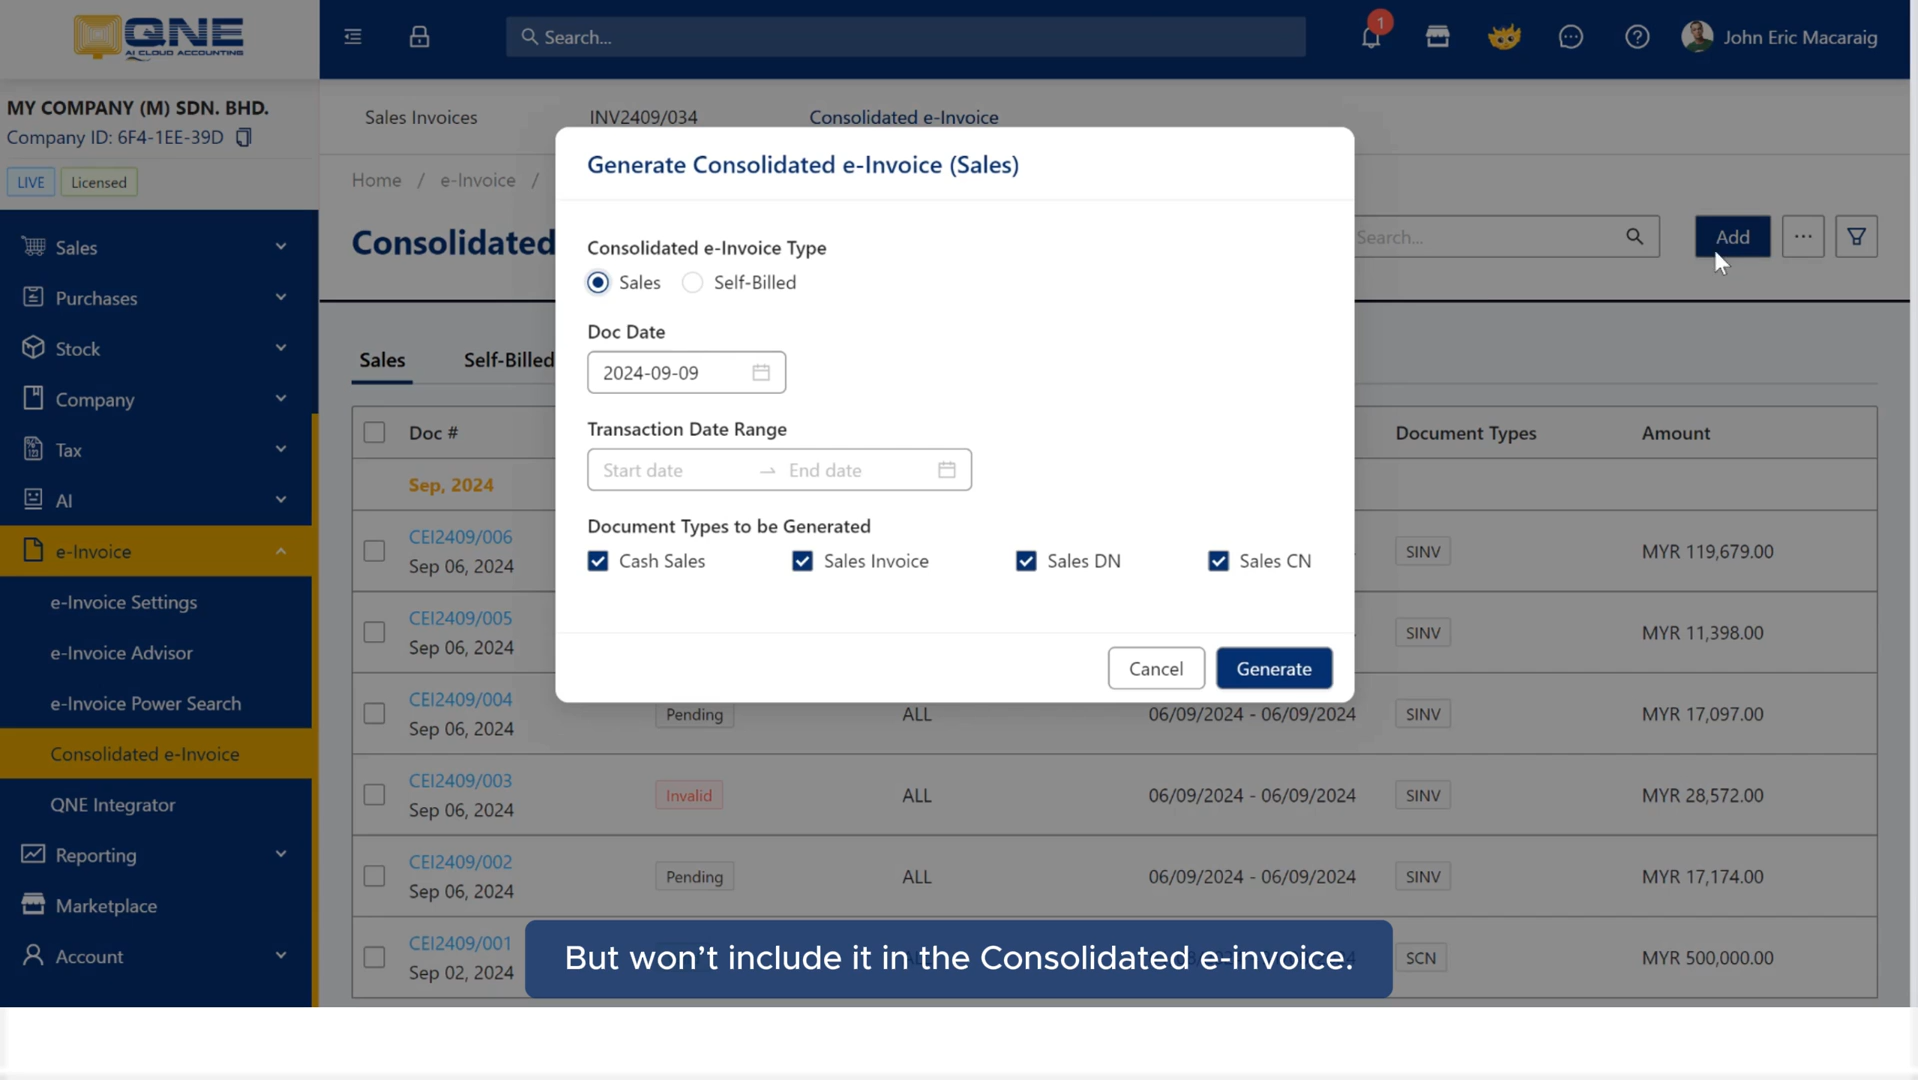 QNE
AI CLOUD ACCOUNTING
Search...
1
John Eric Macaraig
MY COMPANY (M) SDN. BHD.
Company ID: 6F4-1EE-39D
LIVE
Licensed
Sales Invoices
INV2409/034
Consolidated e-Invoice
Home / e-Invoice /
Consolidated
Search...
Add
Sales
Purchases
Stock
Company
Tax
AI
e-Invoice
e-Invoice Settings
e-Invoice Advisor
e-Invoice Power Search
Consolidated e-Invoice
QNE Integrator
Reporting
Marketplace
Account
Sales
Self-Billed
Generate Consolidated e-Invoice (Sales)
Consolidated e-Invoice Type
Sales
Self-Billed
Doc Date
2024-09-09
Transaction Date Range
Start date → End date
Document Types to be Generated
Cash Sales
Sales Invoice
Sales DN
Sales CN
Cancel
Generate
Doc #
Document Types
Amount
Sep, 2024
CEI2409/006
Sep 06, 2024
SINV
MYR 119,679.00
CEI2409/005
Sep 06, 2024
SINV
MYR 11,398.00
CEI2409/004
Sep 06, 2024
Pending
ALL
06/09/2024 - 06/09/2024
SINV
MYR 17,097.00
CEI2409/003
Sep 06, 2024
Invalid
ALL
06/09/2024 - 06/09/2024
SINV
MYR 28,572.00
CEI2409/002
Sep 06, 2024
Pending
ALL
06/09/2024 - 06/09/2024
SINV
MYR 17,174.00
CEI2409/001
Sep 02, 2024
SCN
MYR 500,000.00
But won't include it in the Consolidated e-invoice.